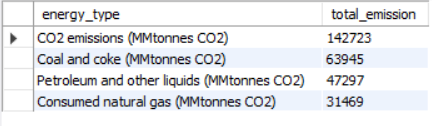 energy_type total_emission
CO2 emissions (MMtonnes CO2) 142723
Coal and coke (MMtonnes CO2) 63945
Petroleum and other liquids (MMtonnes CO2) 47297
Consumed natural gas (MMtonnes CO2) 31469